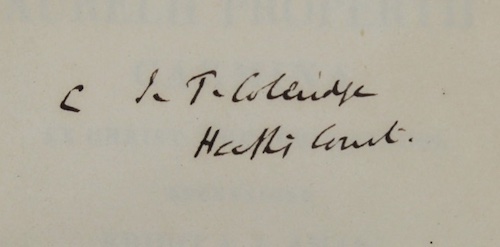 C J. T. Coleridge
Heath's Court.